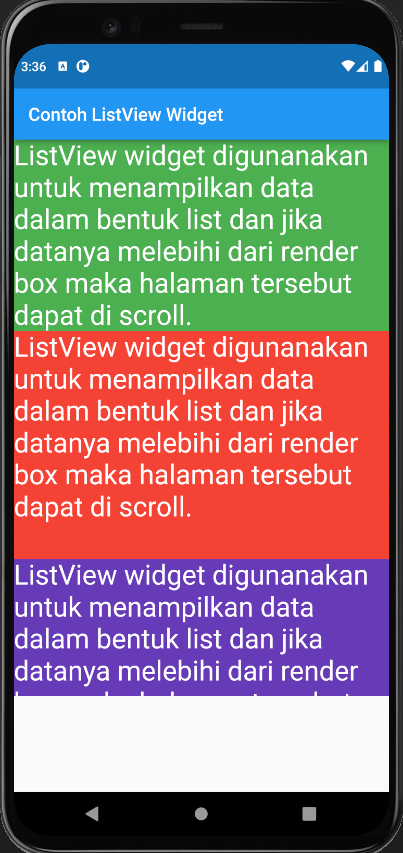 3:36
Contoh ListView Widget
ListView widget digunanakan
untuk menampilkan data
dalam bentuk list dan jika
datanya melebihi dari render
box maka halaman tersebut
dapat di scroll.
ListView widget digunanakan
untuk menampilkan data
dalam bentuk list dan jika
datanya melebihi dari render
box maka halaman tersebut
dapat di scroll.
ListView widget digunanakan
untuk menampilkan data
dalam bentuk list dan jika
datanya melebihi dari render